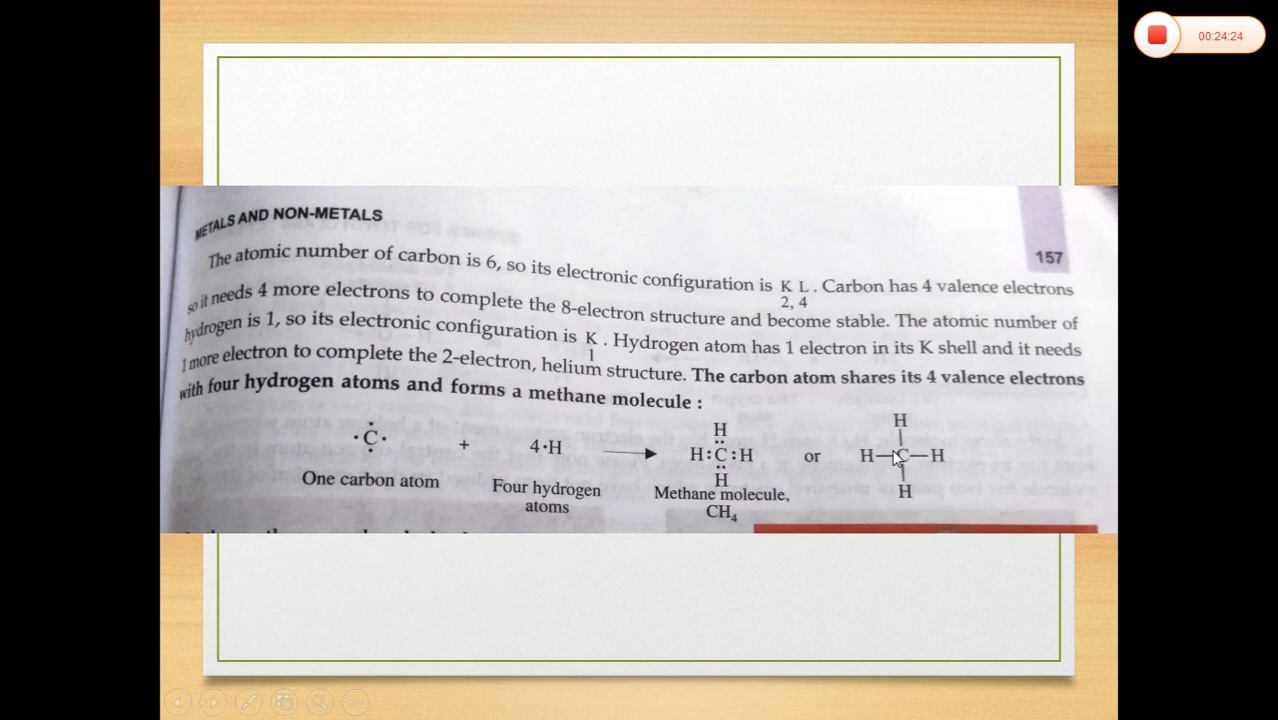 00:24:24
METALS AND NON-METALS
157
The atomic number of carbon is 6, so its electronic configuration is K L . Carbon has 4 valence electrons
2, 4
so it needs 4 more electrons to complete the 8-electron structure and become stable. The atomic number of
hydrogen is 1, so its electronic configuration is K . Hydrogen atom has 1 electron in its K shell and it needs
1
1 more electron to complete the 2-electron, helium structure. The carbon atom shares its 4 valence electrons
with four hydrogen atoms and forms a methane molecule :
H H
·C· + 4·H H:C:H or H—C—H
H H
One carbon atom Four hydrogen Methane molecule,
atoms CH₄